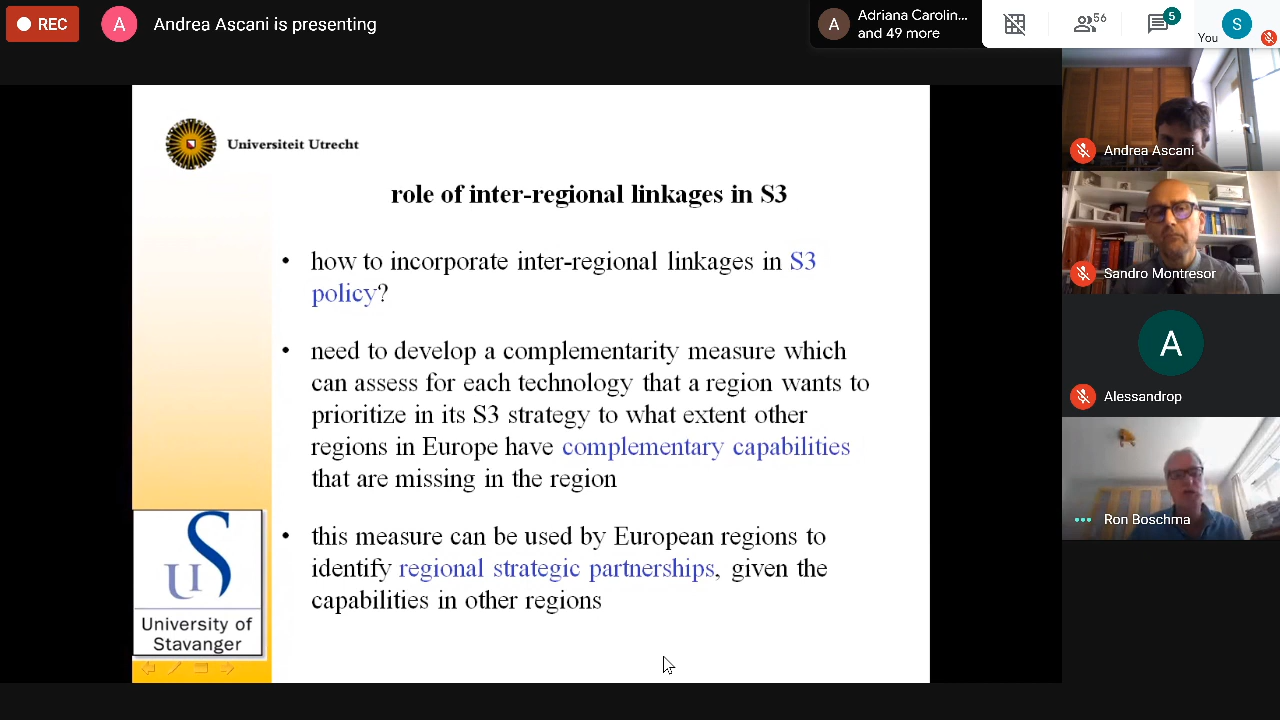 REC
A
Andrea Ascani is presenting
A
Adriana Carolin...
and 49 more
56
5
You
S
Universiteit Utrecht
role of inter-regional linkages in S3
• how to incorporate inter-regional linkages in S3
policy?
• need to develop a complementarity measure which
can assess for each technology that a region wants to
prioritize in its S3 strategy to what extent other
regions in Europe have complementary capabilities
that are missing in the region
• this measure can be used by European regions to
identify regional strategic partnerships, given the
capabilities in other regions
US
University of
Stavanger
Andrea Ascani
Sandro Montresor
A
Alessandrop
Ron Boschma